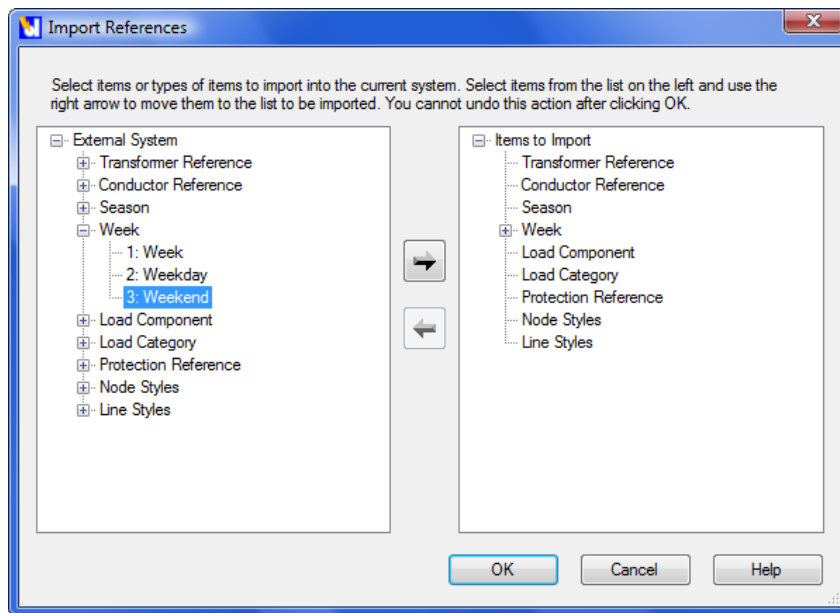 Import References
Select items or types of items to import into the current system. Select items from the list on the left and use the
right arrow to move them to the list to be imported. You cannot undo this action after clicking OK.
External System
Transformer Reference
Conductor Reference
Season
Week
1: Week
2: Weekday
3: Weekend
Load Component
Load Category
Protection Reference
Node Styles
Line Styles
Items to Import
Transformer Reference
Conductor Reference
Season
Week
Load Component
Load Category
Protection Reference
Node Styles
Line Styles
OK
Cancel
Help